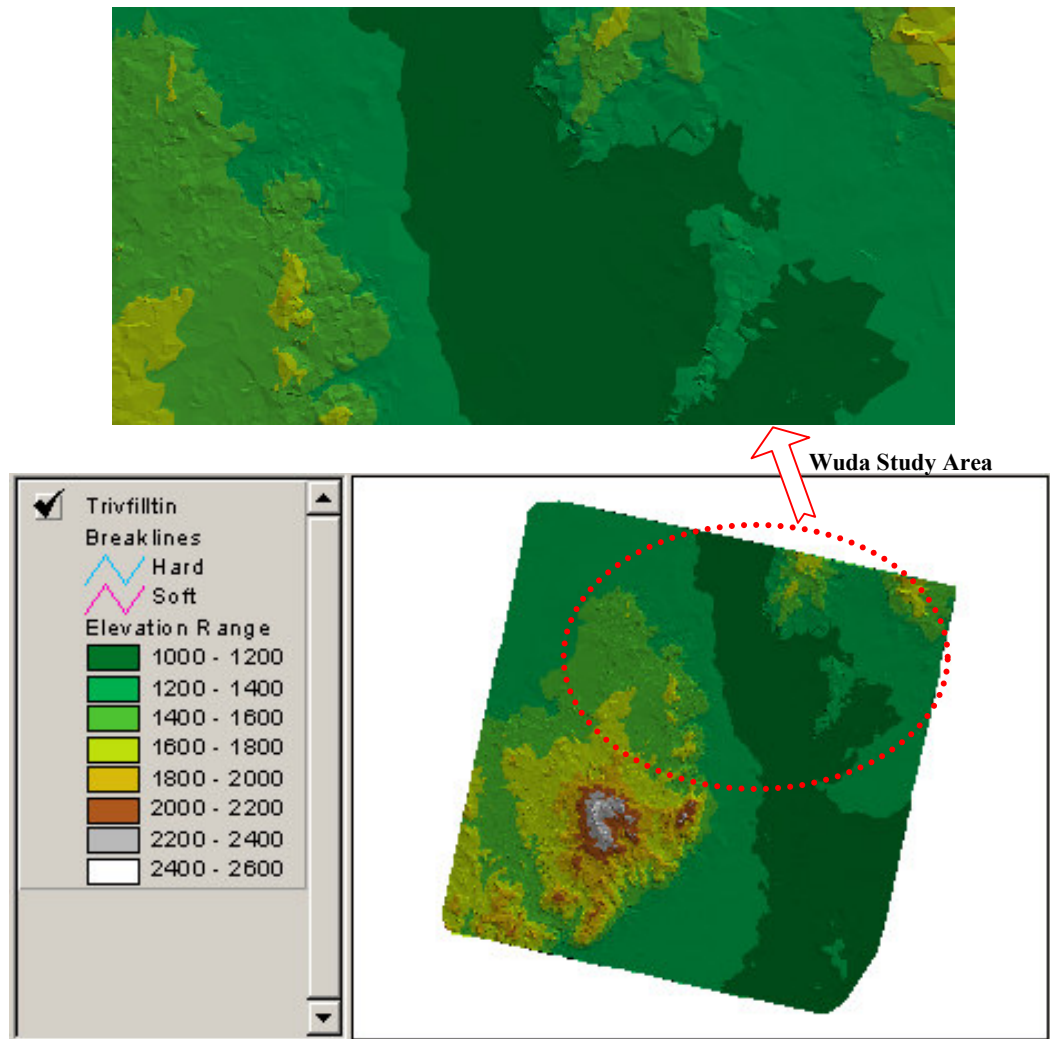 Wuda Study Area
Trivfilltin
Breaklines
Hard
Soft
Elevation Range
1000 - 1200
1200 - 1400
1400 - 1600
1600 - 1800
1800 - 2000
2000 - 2200
2200 - 2400
2400 - 2600